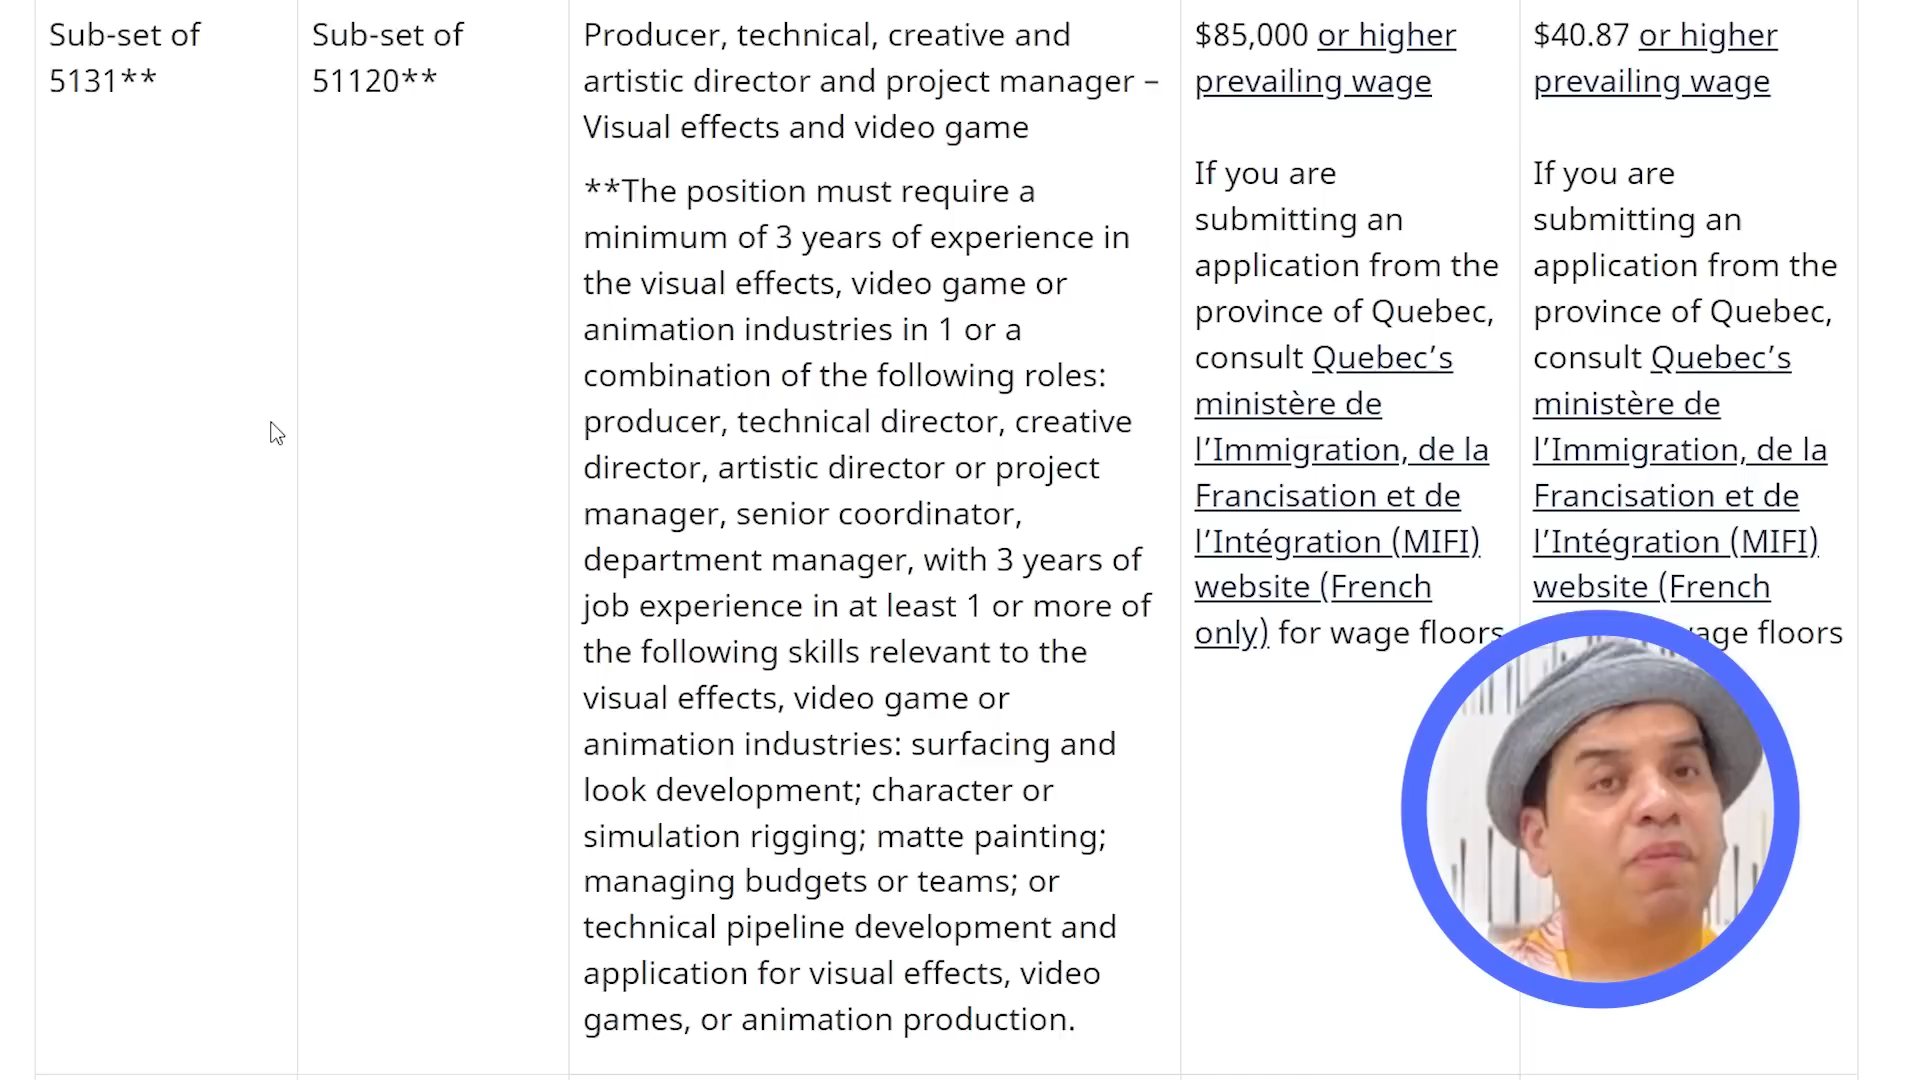 Sub-set of
5131**
Sub-set of
51120**
Producer, technical, creative and
artistic director and project manager –
Visual effects and video game
**The position must require a
minimum of 3 years of experience in
the visual effects, video game or
animation industries in 1 or a
combination of the following roles:
producer, technical director, creative
director, artistic director or project
manager, senior coordinator,
department manager, with 3 years of
job experience in at least 1 or more of
the following skills relevant to the
visual effects, video game or
animation industries: surfacing and
look development; character or
simulation rigging; matte painting;
managing budgets or teams; or
technical pipeline development and
application for visual effects, video
games, or animation production.
$85,000 or higher
prevailing wage
If you are
submitting an
application from the
province of Quebec,
consult Quebec’s
ministère de
l’Immigration, de la
Francisation et de
l’Intégration (MIFI)
website (French
only) for wage floors
$40.87 or higher
prevailing wage
If you are
submitting an
application from the
province of Quebec,
consult Quebec’s
ministère de
l’Immigration, de la
Francisation et de
l’Intégration (MIFI)
website (French
wage floors